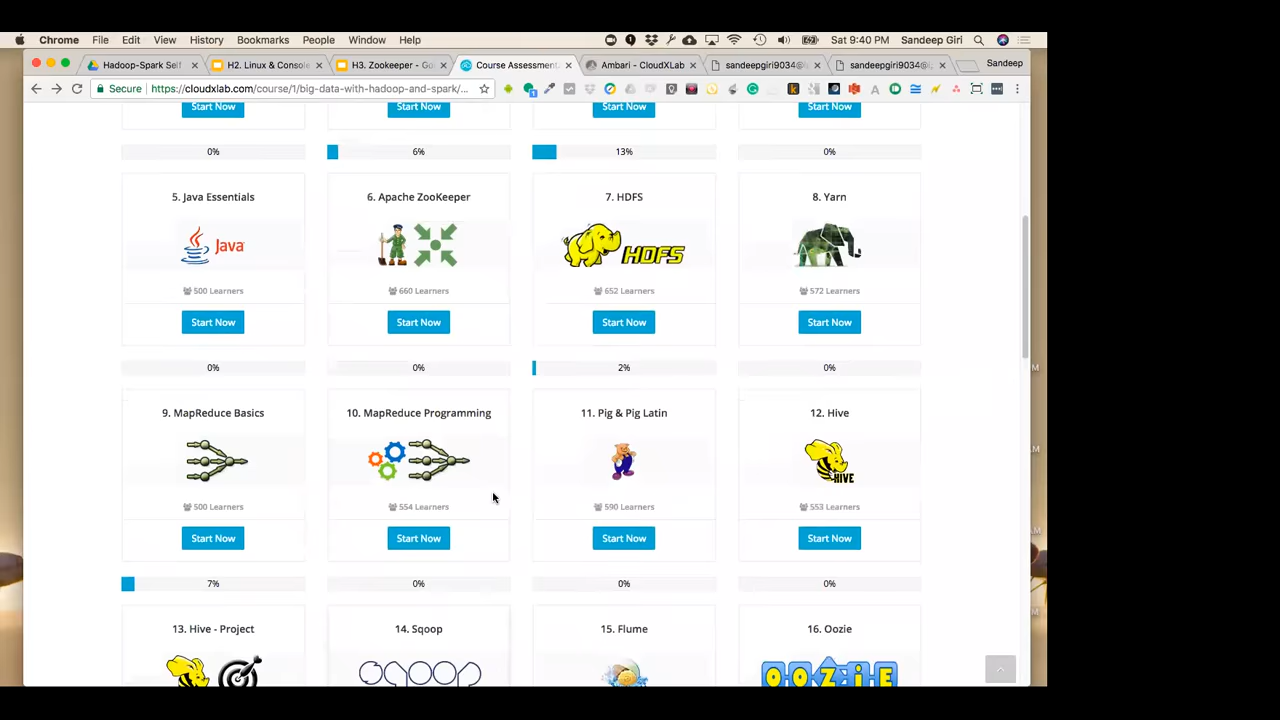 Chrome File Edit View History Bookmarks People Window Help Sat 9:40 PM Sandeep Giri
Hadoop-Spark Self H2. Linux & Console H3. Zookeeper - Go Course Assessment Ambari - CloudXLab sandeepgiri9034@ sandeepgiri9034@ Sandeep
Secure https://cloudxlab.com/course/1/big-data-with-hadoop-and-spark/...
Start Now Start Now Start Now Start Now
0% 6% 13% 0%
5. Java Essentials 6. Apache ZooKeeper 7. HDFS 8. Yarn
Java HDFS
500 Learners 660 Learners 652 Learners 572 Learners
Start Now Start Now Start Now Start Now
0% 0% 2% 0%
9. MapReduce Basics 10. MapReduce Programming 11. Pig & Pig Latin 12. Hive
HIVE
500 Learners 554 Learners 590 Learners 553 Learners
Start Now Start Now Start Now Start Now
7% 0% 0% 0%
13. Hive - Project 14. Sqoop 15. Flume 16. Oozie
sqoop OOZiE